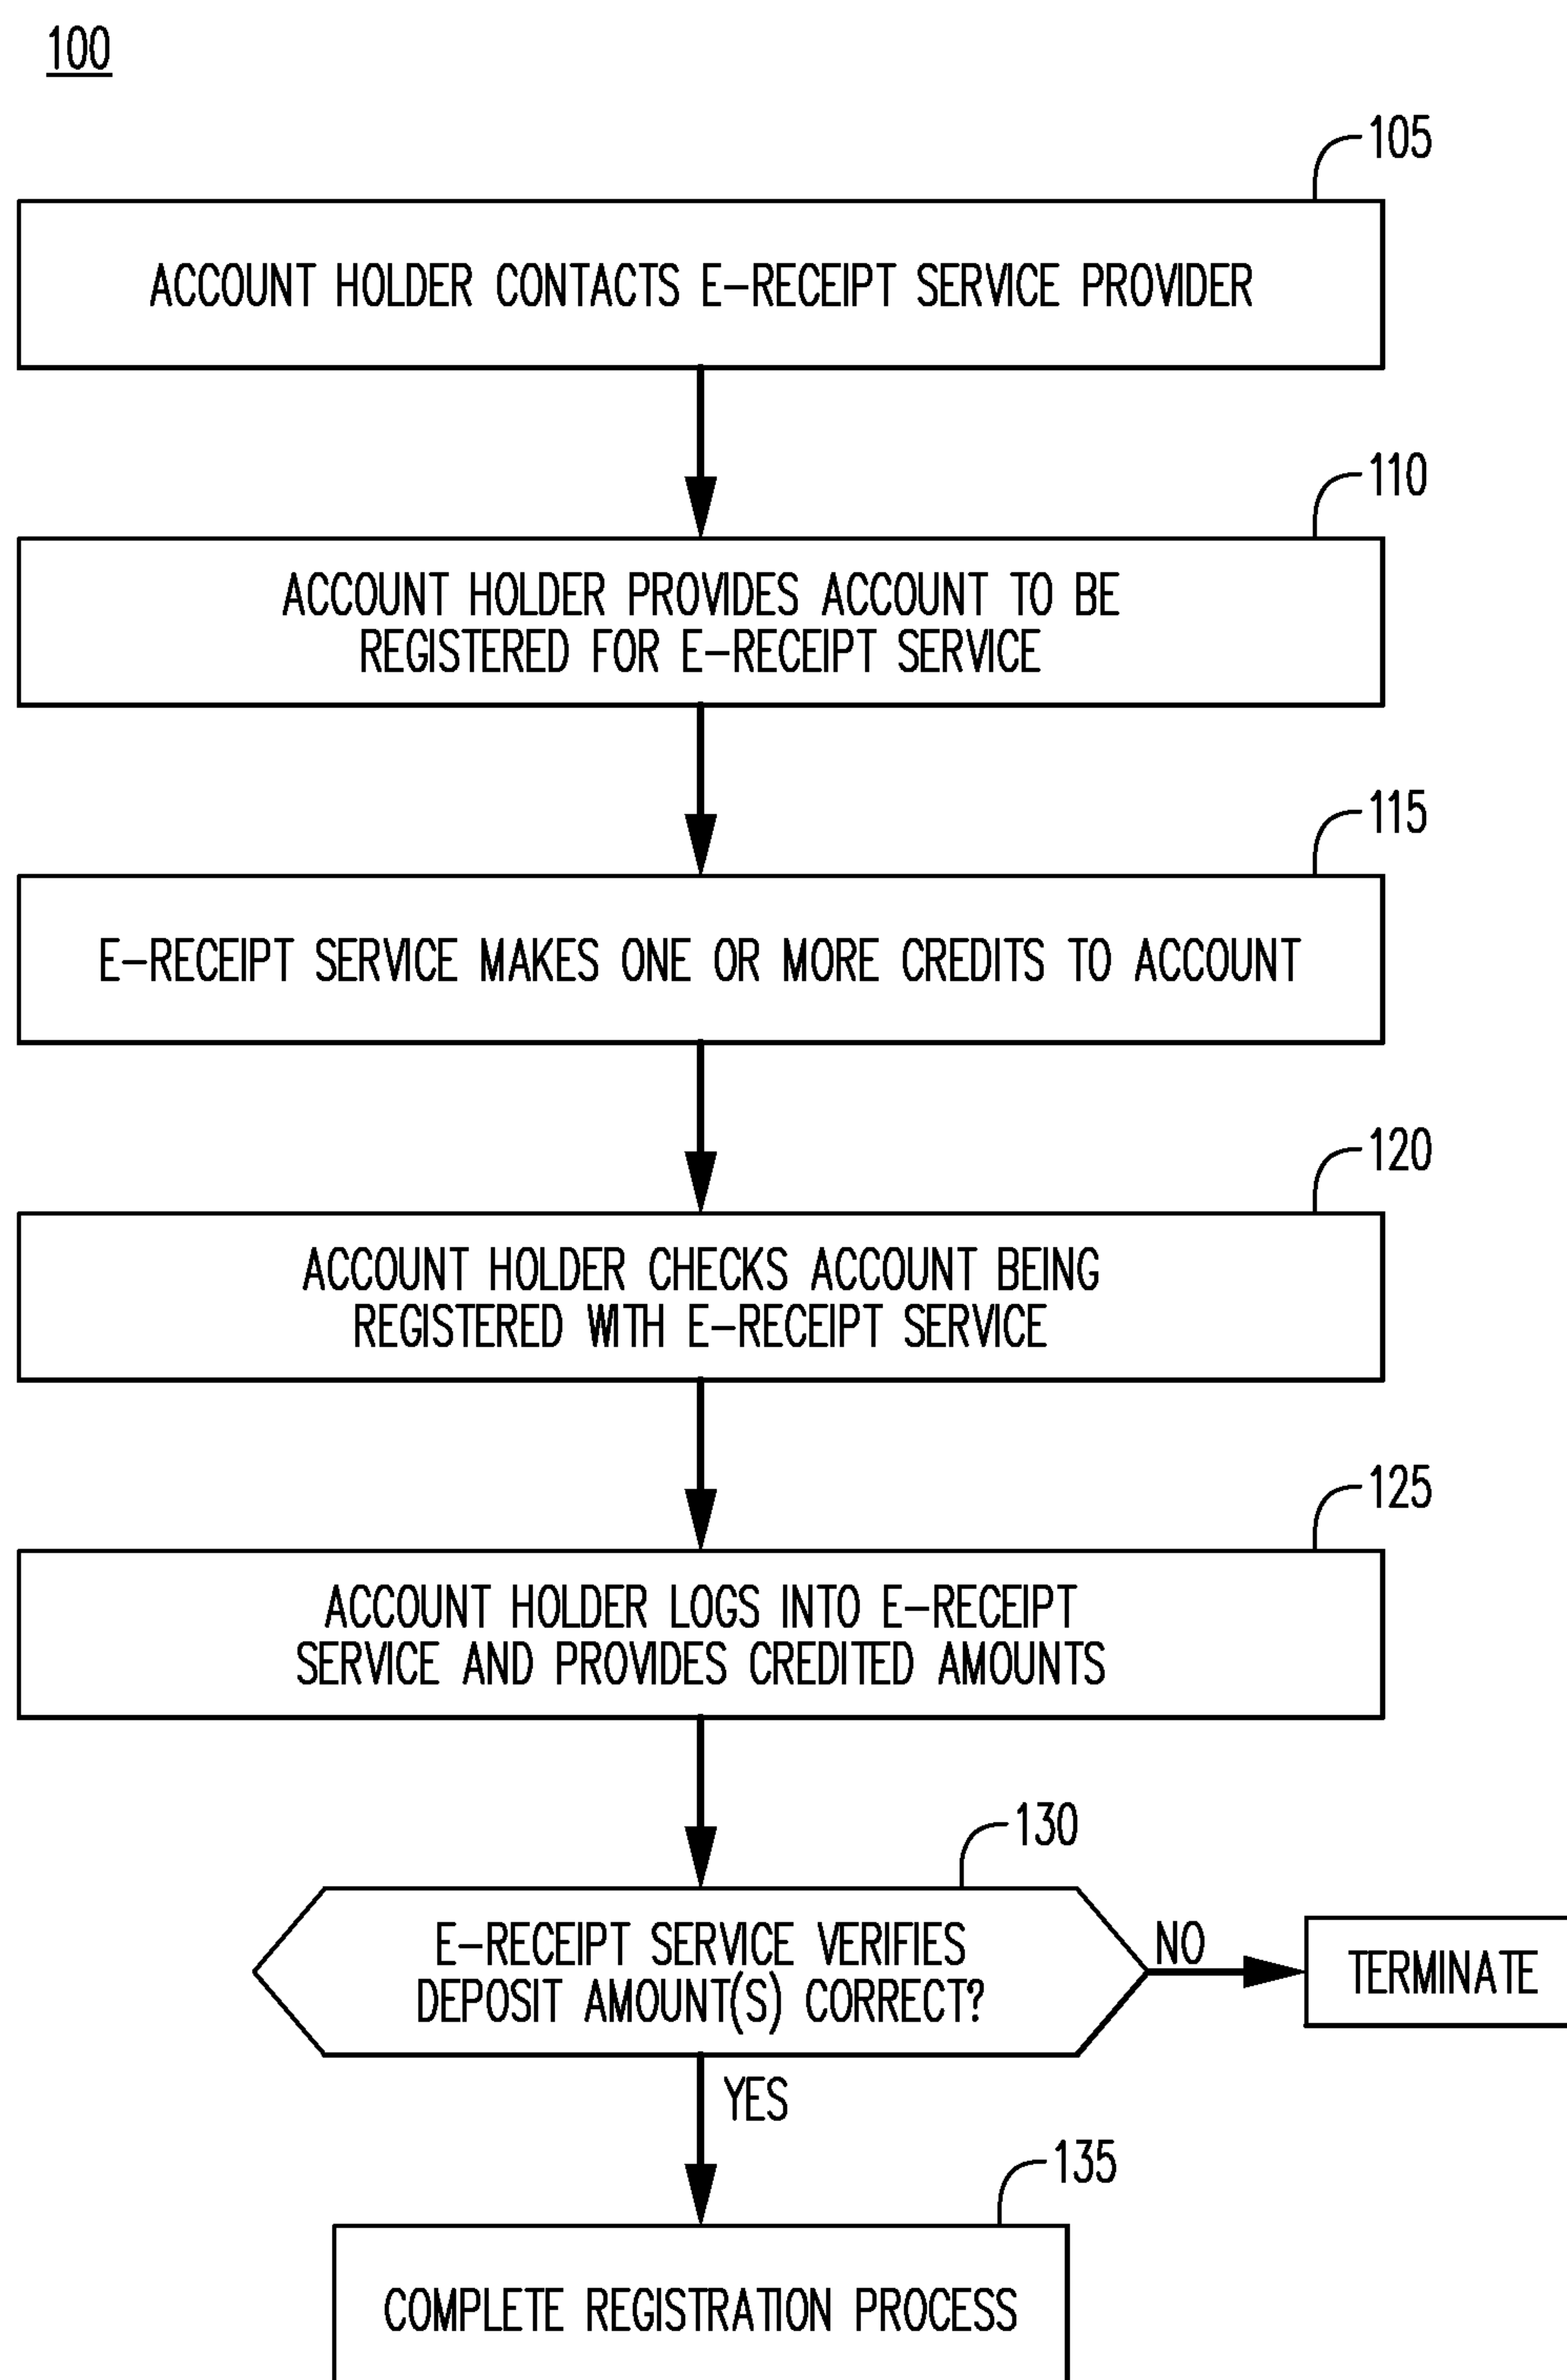 100
105
ACCOUNT HOLDER CONTACTS E-RECEIPT SERVICE PROVIDER
110
ACCOUNT HOLDER PROVIDES ACCOUNT TO BE
REGISTERED FOR E-RECEIPT SERVICE
115
E-RECEIPT SERVICE MAKES ONE OR MORE CREDITS TO ACCOUNT
120
ACCOUNT HOLDER CHECKS ACCOUNT BEING
REGISTERED WITH E-RECEIPT SERVICE
125
ACCOUNT HOLDER LOGS INTO E-RECEIPT
SERVICE AND PROVIDES CREDITED AMOUNTS
130
E-RECEIPT SERVICE VERIFIES
DEPOSIT AMOUNT(S) CORRECT?
NO
TERMINATE
YES
135
COMPLETE REGISTRATION PROCESS